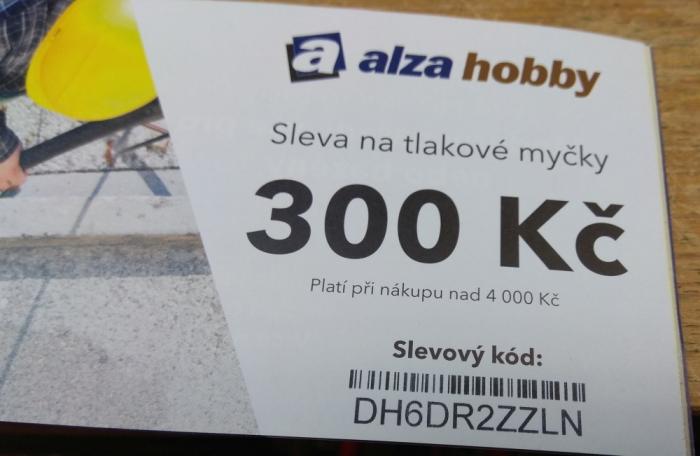 a alza hobby
Sleva na tlakové myčky
300 Kč
Platí při nákupu nad 4 000 Kč
Slevový kód:
DH6DR2ZZLN